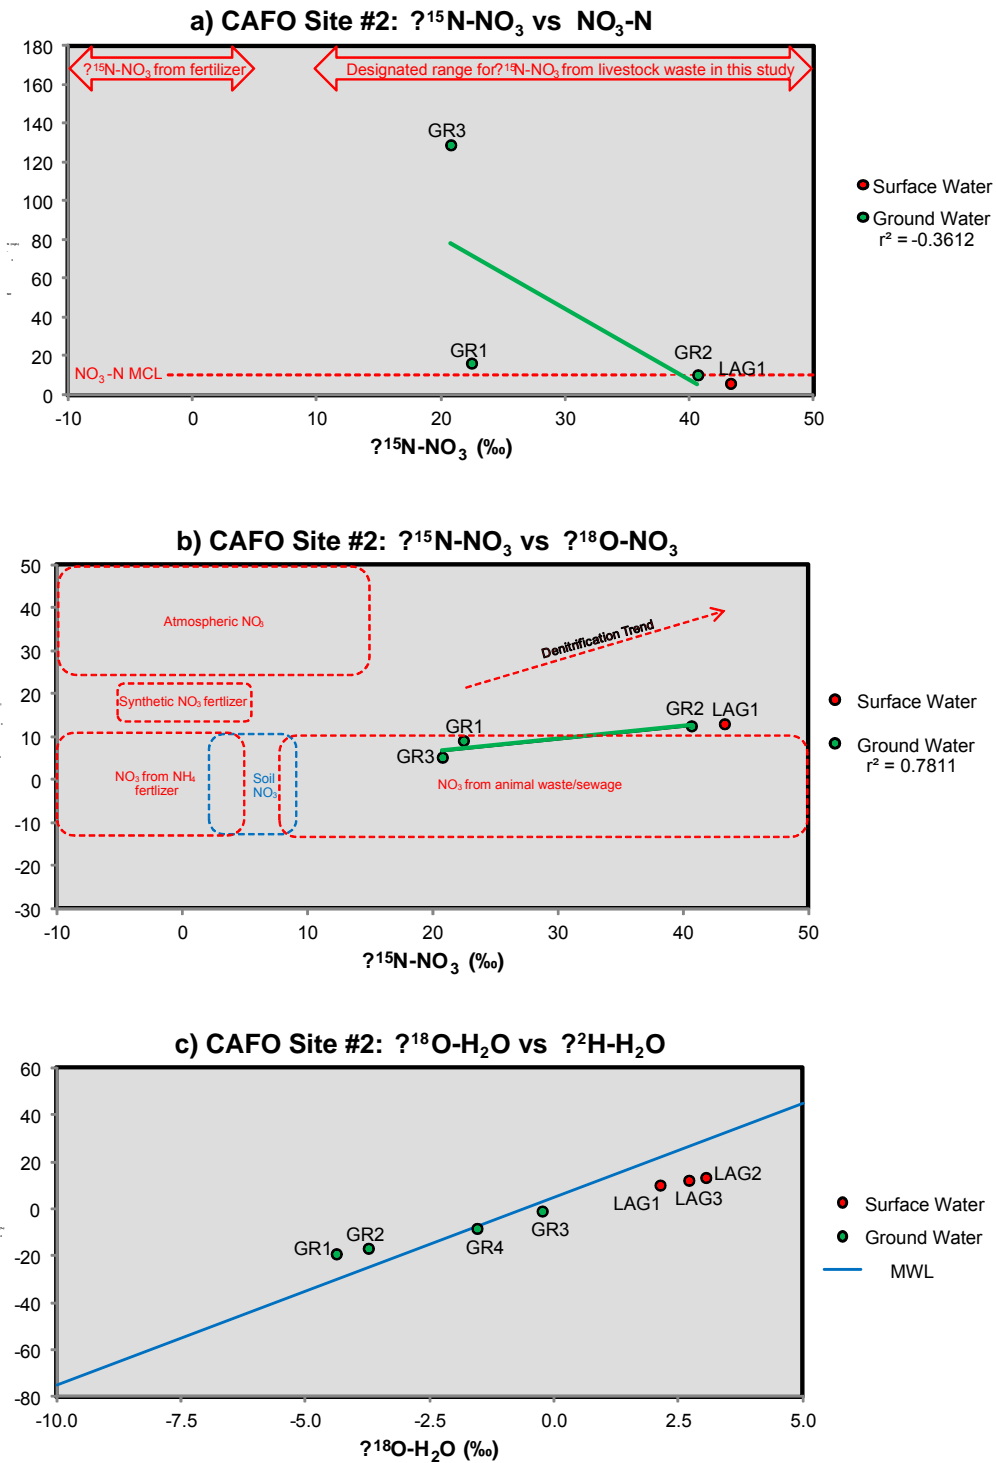 a) CAFO Site #2: ?¹⁵N-NO₃ vs NO₃-N
180
160
140
120
100
80
60
40
20
0
?¹⁵N-NO₃ from fertilizer
Designated range for?¹⁵N-NO₃ from livestock waste in this study
GR3
GR1
GR2
LAG1
NO₃-N MCL
Surface Water
Ground Water
r² = -0.3612
-10 0 10 20 30 40 50
?¹⁵N-NO₃ (‰)
b) CAFO Site #2: ?¹⁵N-NO₃ vs ?¹⁸O-NO₃
50
40
30
20
10
0
-10
-20
-30
Atmospheric NO₃
Denitrification Trend
Synthetic NO₃ fertlizer
GR1
GR2
LAG1
GR3
NO₃ from NH₄
fertlizer
Soil
NO₃
NO₃ from animal waste/sewage
Surface Water
Ground Water
r² = 0.7811
-10 0 10 20 30 40 50
?¹⁵N-NO₃ (‰)
c) CAFO Site #2: ?¹⁸O-H₂O vs ?²H-H₂O
60
40
20
0
-20
-40
-60
-80
GR1
GR2
GR4
GR3
LAG1
LAG3
LAG2
Surface Water
Ground Water
MWL
-10.0 -7.5 -5.0 -2.5 0.0 2.5 5.0
?¹⁸O-H₂O (‰)